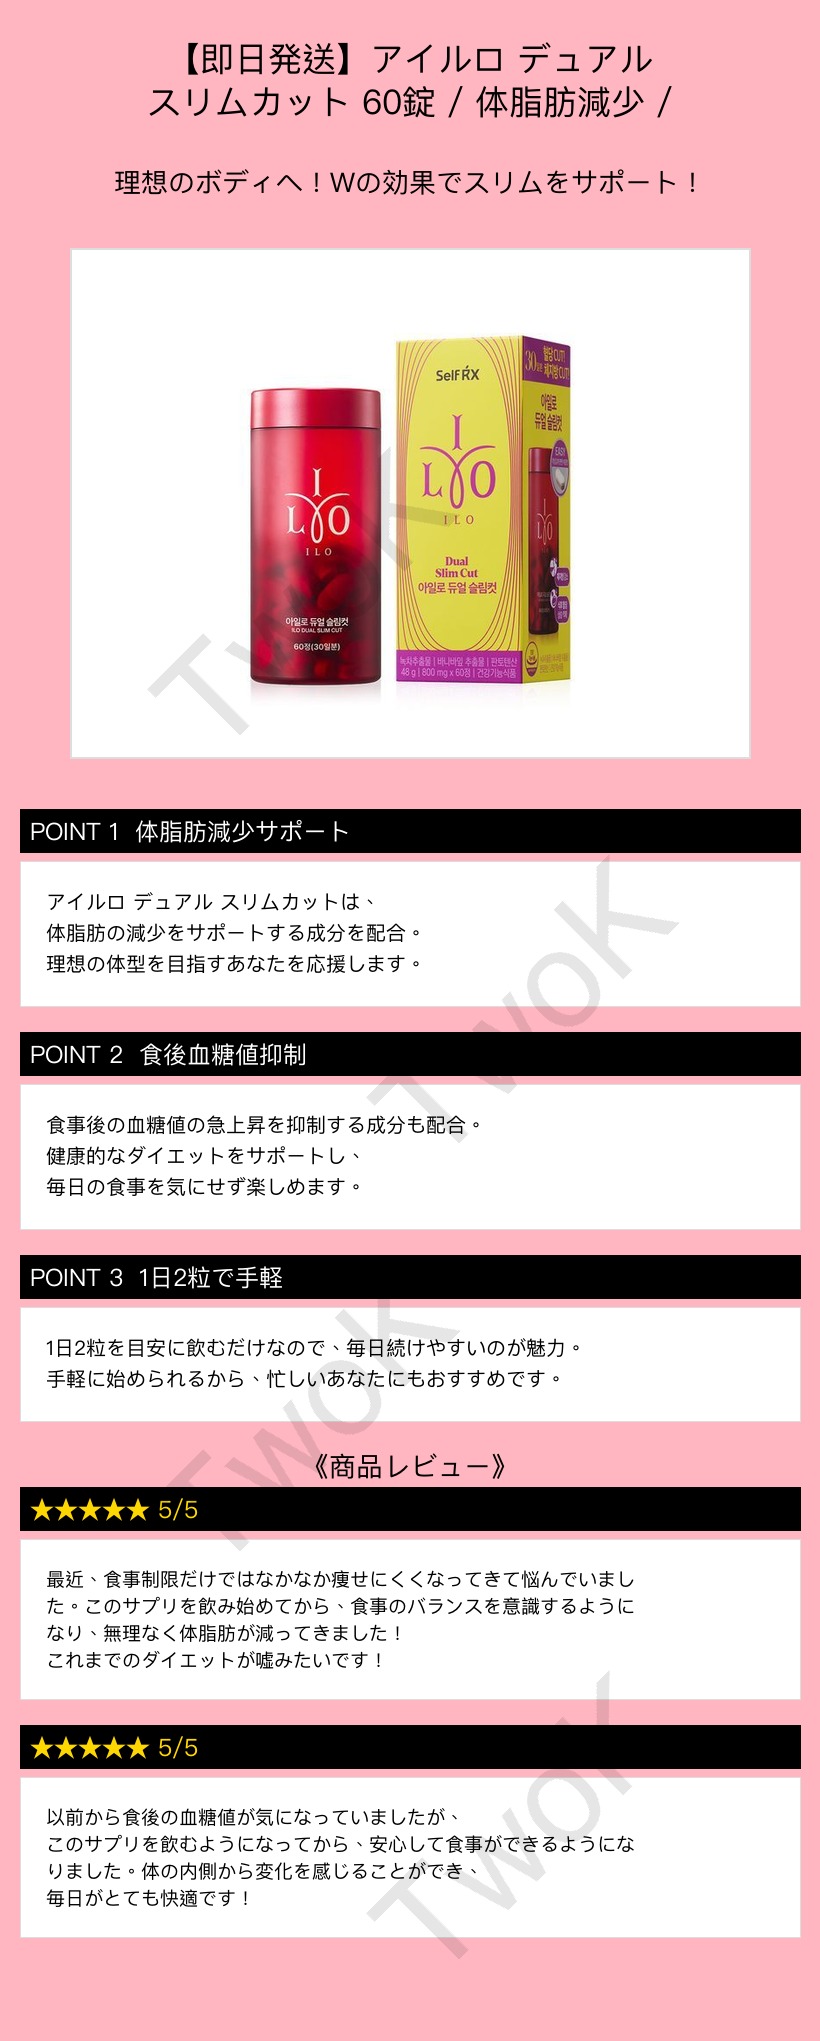 【即日発送】アイルロ デュアル
スリムカット 60錠 / 体脂肪減少 /
理想のボディへ！Wの効果でスリムをサポート！
SelfRX
ILO
ILO
Dual
Slim Cut
아일로 듀얼 슬림컷
녹차추출물 | 바나바잎 추출물 | 판토텐산
48 g | 800 mg x 60정 | 건강기능식품
혈당 CUT!
체지방 CUT!
아일로
듀얼 슬림컷
EASY
ILO
ILO
아일로 듀얼 슬림컷
ILO DUAL SLIM CUT
60정(30일분)
TwoK
POINT 1 体脂肪減少サポート
アイルロ デュアル スリムカットは、
体脂肪の減少をサポートする成分を配合。
理想の体型を目指すあなたを応援します。
TwoK
POINT 2 食後血糖値抑制
食事後の血糖値の急上昇を抑制する成分も配合。
健康的なダイエットをサポートし、
毎日の食事を気にせず楽しめます。
POINT 3 1日2粒で手軽
1日2粒を目安に飲むだけなので、毎日続けやすいのが魅力。
手軽に始められるから、忙しいあなたにもおすすめです。
TwoK
《商品レビュー》
★★★★★ 5/5
最近、食事制限だけではなかなか痩せにくくなってきて悩んでいまし
た。このサプリを飲み始めてから、食事のバランスを意識するように
なり、無理なく体脂肪が減ってきました！
これまでのダイエットが嘘みたいです！
★★★★★ 5/5
以前から食後の血糖値が気になっていましたが、
このサプリを飲むようになってから、安心して食事ができるようにな
りました。体の内側から変化を感じることができ、
毎日がとても快適です！
TwoK